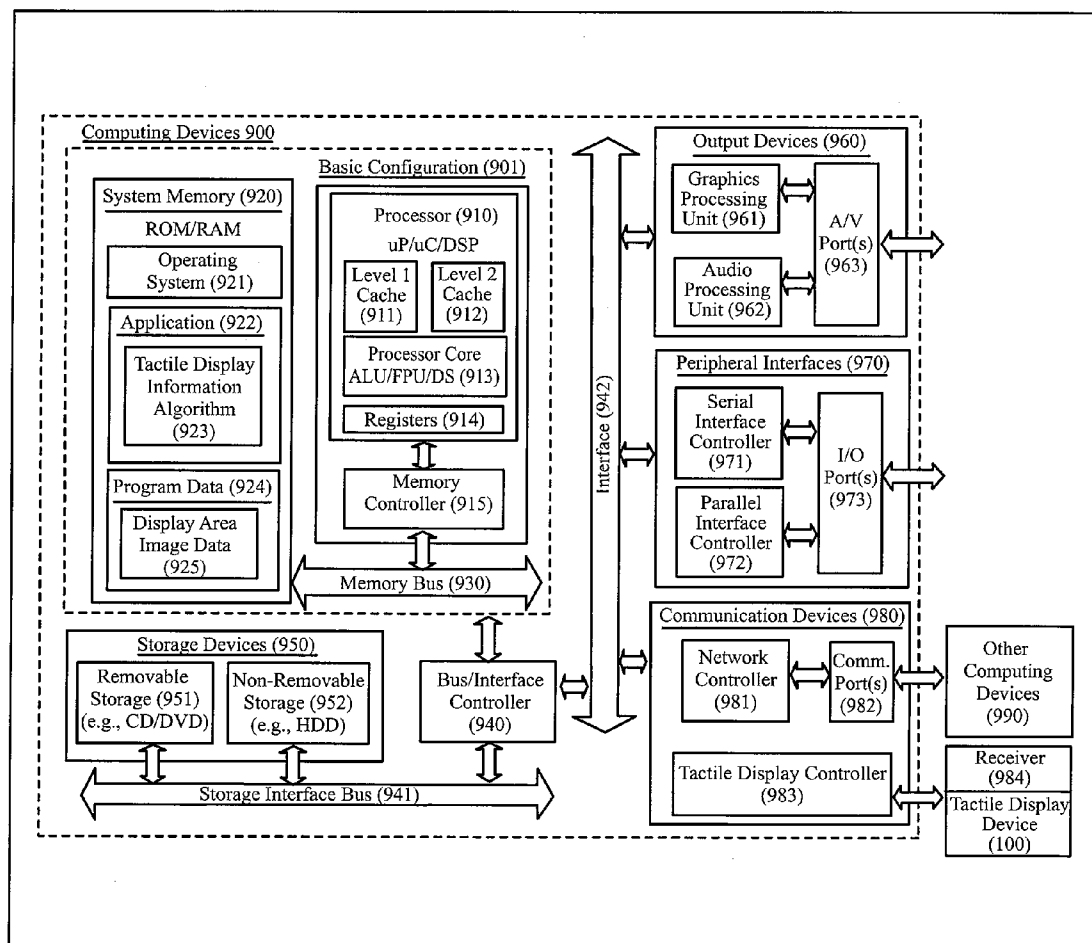 Computing Devices 900
Basic Configuration (901)
System Memory (920)
ROM/RAM
Operating
System (921)
Application (922)
Tactile Display
Information
Algorithm
(923)
Program Data (924)
Display Area
Image Data
(925)
Processor (910)
uP/uC/DSP
Level 1
Cache
(911)
Level 2
Cache
(912)
Processor Core
ALU/FPU/DS (913)
Registers (914)
Memory
Controller (915)
Memory Bus (930)
Storage Devices (950)
Removable
Storage (951)
(e.g., CD/DVD)
Non-Removable
Storage (952)
(e.g., HDD)
Bus/Interface
Controller
(940)
Storage Interface Bus (941)
Interface (942)
Output Devices (960)
Graphics
Processing
Unit (961)
Audio
Processing
Unit (962)
A/V
Port(s)
(963)
Peripheral Interfaces (970)
Serial
Interface
Controller
(971)
Parallel
Interface
Controller
(972)
I/O
Port(s)
(973)
Communication Devices (980)
Network
Controller
(981)
Comm.
Port(s)
(982)
Tactile Display Controller
(983)
Other
Computing
Devices
(990)
Receiver
(984)
Tactile Display
Device
(100)